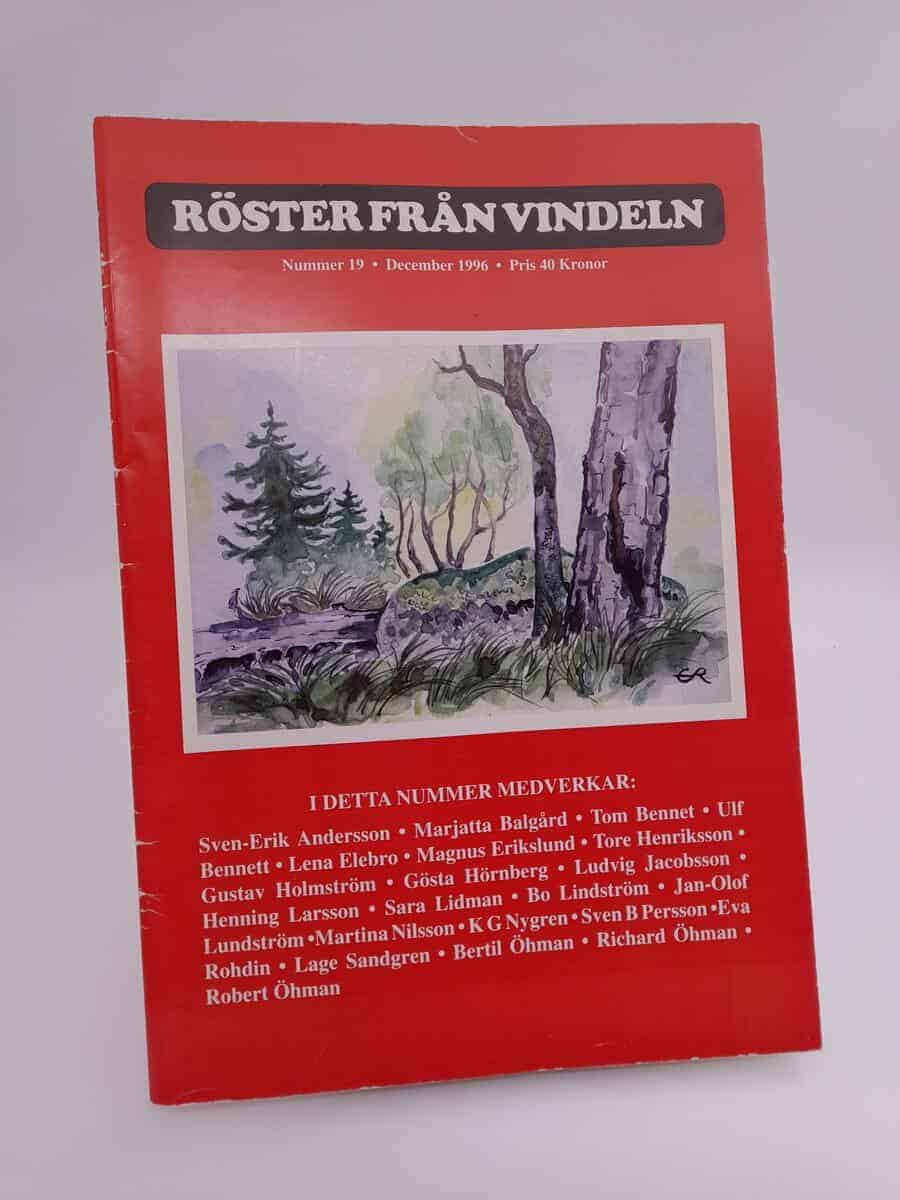 RÖSTER FRÅN VINDELN
Nummer 19 • December 1996 • Pris 40 Kronor
ER
I DETTA NUMMER MEDVERKAR:
Sven-Erik Andersson • Marjatta Balgård • Tom Bennet • Ulf
Bennett • Lena Elebro • Magnus Erikslund • Tore Henriksson •
Gustav Holmström • Gösta Hörnberg • Ludvig Jacobsson •
Henning Larsson • Sara Lidman • Bo Lindström • Jan-Olof
Lundström •Martina Nilsson • K G Nygren • Sven B Persson •Eva
Rohdin • Lage Sandgren • Bertil Öhman • Richard Öhman •
Robert Öhman